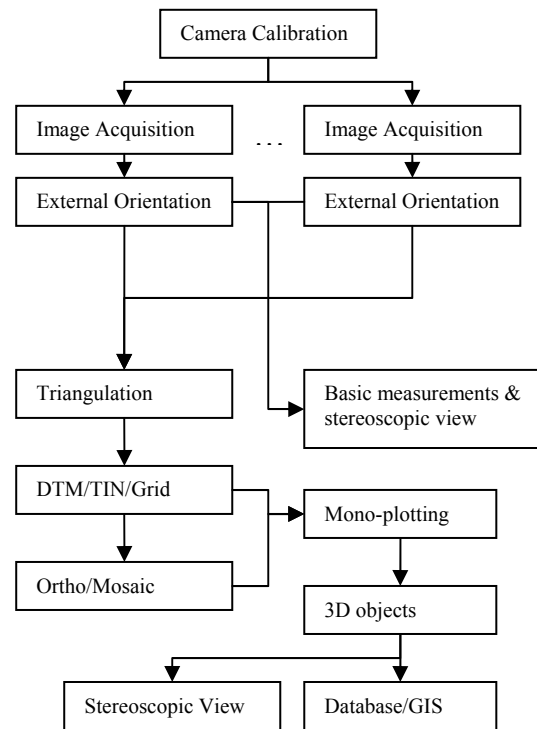 Camera Calibration
Image Acquisition
...
Image Acquisition
External Orientation
External Orientation
Triangulation
Basic measurements &
stereoscopic view
DTM/TIN/Grid
Mono-plotting
Ortho/Mosaic
3D objects
Stereoscopic View
Database/GIS